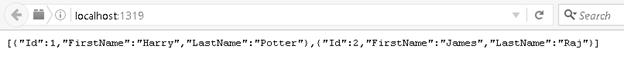 localhost:1319
Search
[{"Id":1,"FirstName":"Harry","LastName":"Potter"},{"Id":2,"FirstName":"James","LastName":"Raj"}]